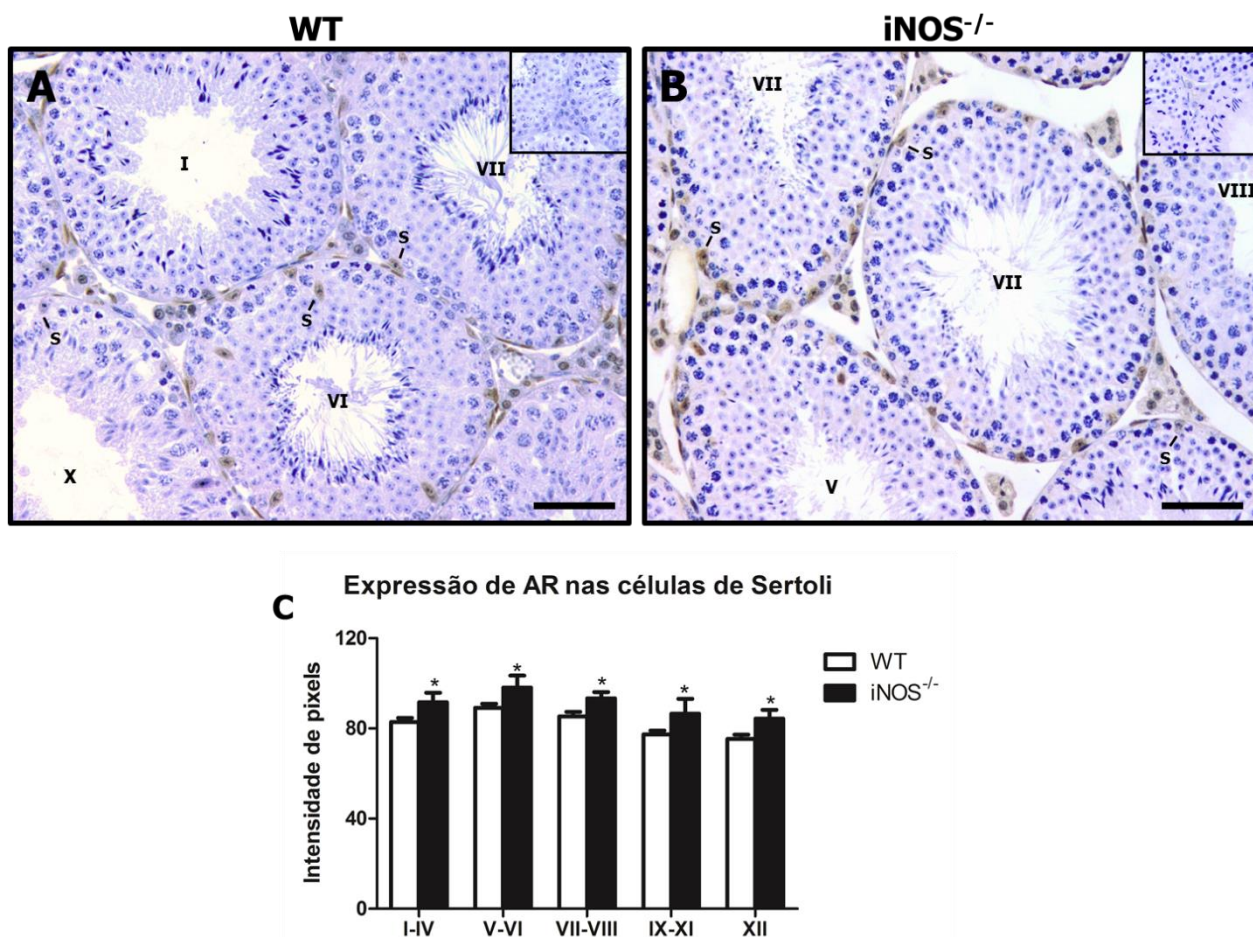 WT
iNOS⁻/⁻
A
I
VII
S
S
S
VI
X
B
VII
S
VIII
S
VII
V
S
Expressão de AR nas células de Sertoli
C
Intensidade de pixels
120
80
40
0
* * * * *
I-IV V-VI VII-VIII IX-XI XII
WT
iNOS⁻/⁻